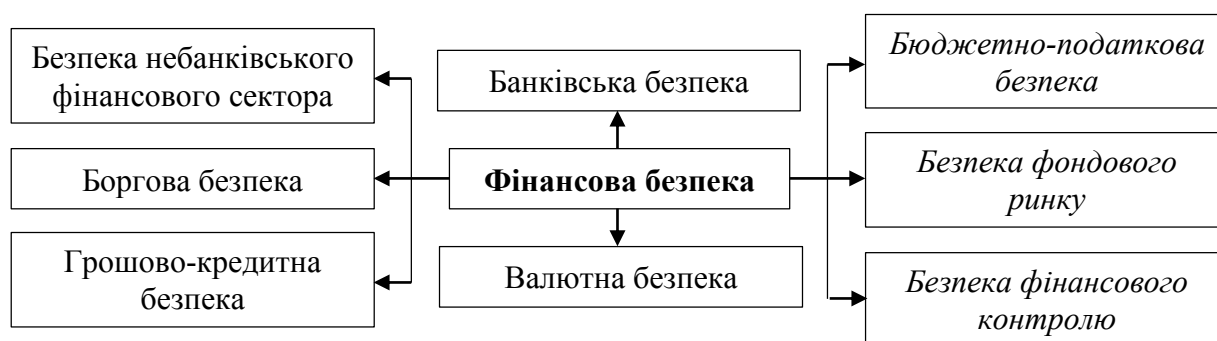 Безпека небанківського
фінансового сектора
Боргова безпека
Грошово-кредитна
безпека
Банківська безпека
Фінансова безпека
Валютна безпека
Бюджетно-податкова
безпека
Безпека фондового
ринку
Безпека фінансового
контролю